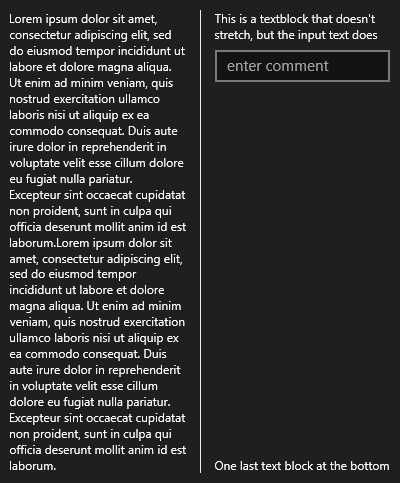 Lorem ipsum dolor sit amet,
consectetur adipiscing elit, sed
do eiusmod tempor incididunt ut
labore et dolore magna aliqua.
Ut enim ad minim veniam, quis
nostrud exercitation ullamco
laboris nisi ut aliquip ex ea
commodo consequat. Duis aute
irure dolor in reprehenderit in
voluptate velit esse cillum dolore
eu fugiat nulla pariatur.
Excepteur sint occaecat cupidatat
non proident, sunt in culpa qui
officia deserunt mollit anim id est
laborum.Lorem ipsum dolor sit
amet, consectetur adipiscing elit,
sed do eiusmod tempor
incididunt ut labore et dolore
magna aliqua. Ut enim ad minim
veniam, quis nostrud exercitation
ullamco laboris nisi ut aliquip ex
ea commodo consequat. Duis
aute irure dolor in reprehenderit
in voluptate velit esse cillum
dolore eu fugiat nulla pariatur.
Excepteur sint occaecat cupidatat
non proident, sunt in culpa qui
officia deserunt mollit anim id est
laborum.
This is a textblock that doesn't
stretch, but the input text does
enter comment
One last text block at the bottom